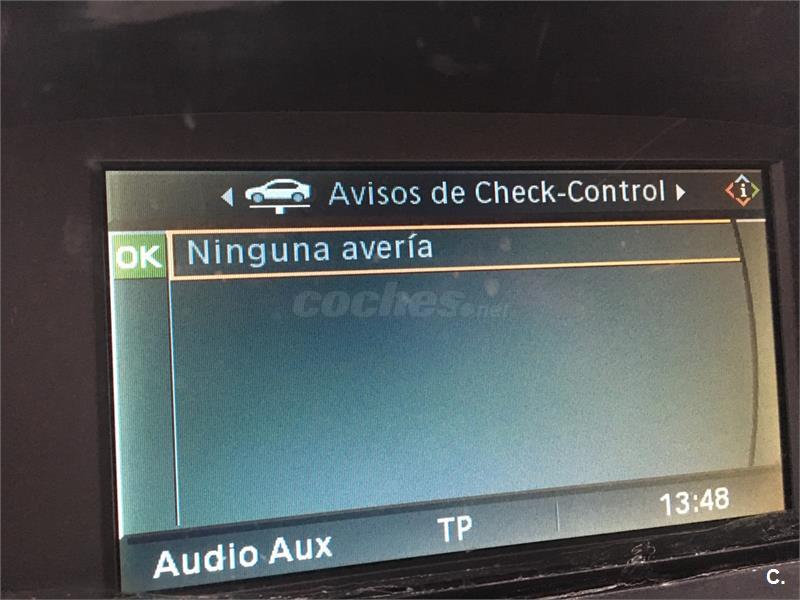 Avisos de Check-Control
OK Ninguna avería
coches.net
Audio Aux TP 13:48
C.